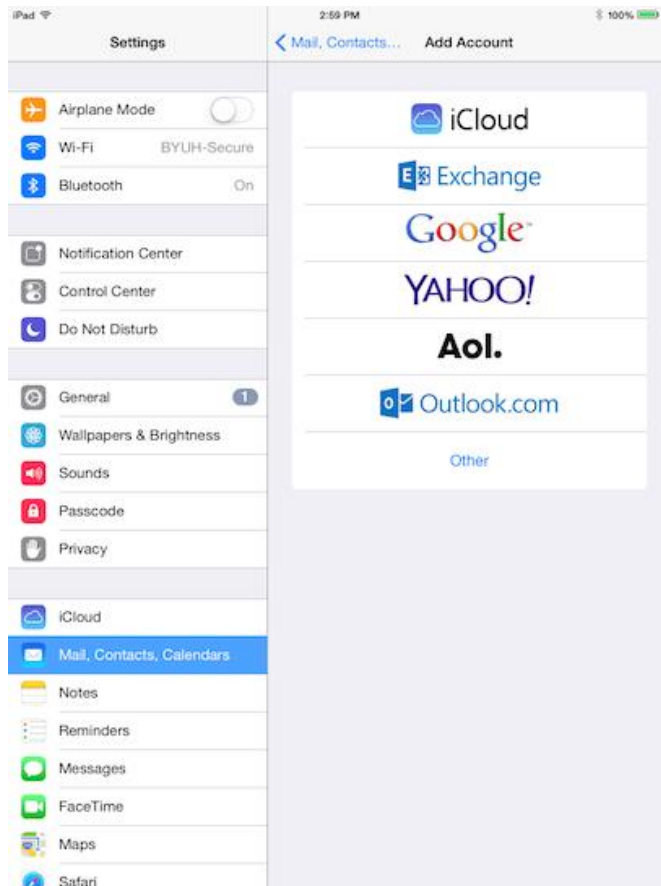 iPad 2:59 PM 100%
Settings
Mail, Contacts... Add Account
Airplane Mode
Wi-Fi BYUH-Secure
Bluetooth On
Notification Center
Control Center
Do Not Disturb
General 1
Wallpapers & Brightness
Sounds
Passcode
Privacy
iCloud
Mail, Contacts, Calendars
Notes
Reminders
Messages
FaceTime
Maps
Safari
iCloud
E Exchange
Google™
YAHOO!
Aol.
o Outlook.com
Other